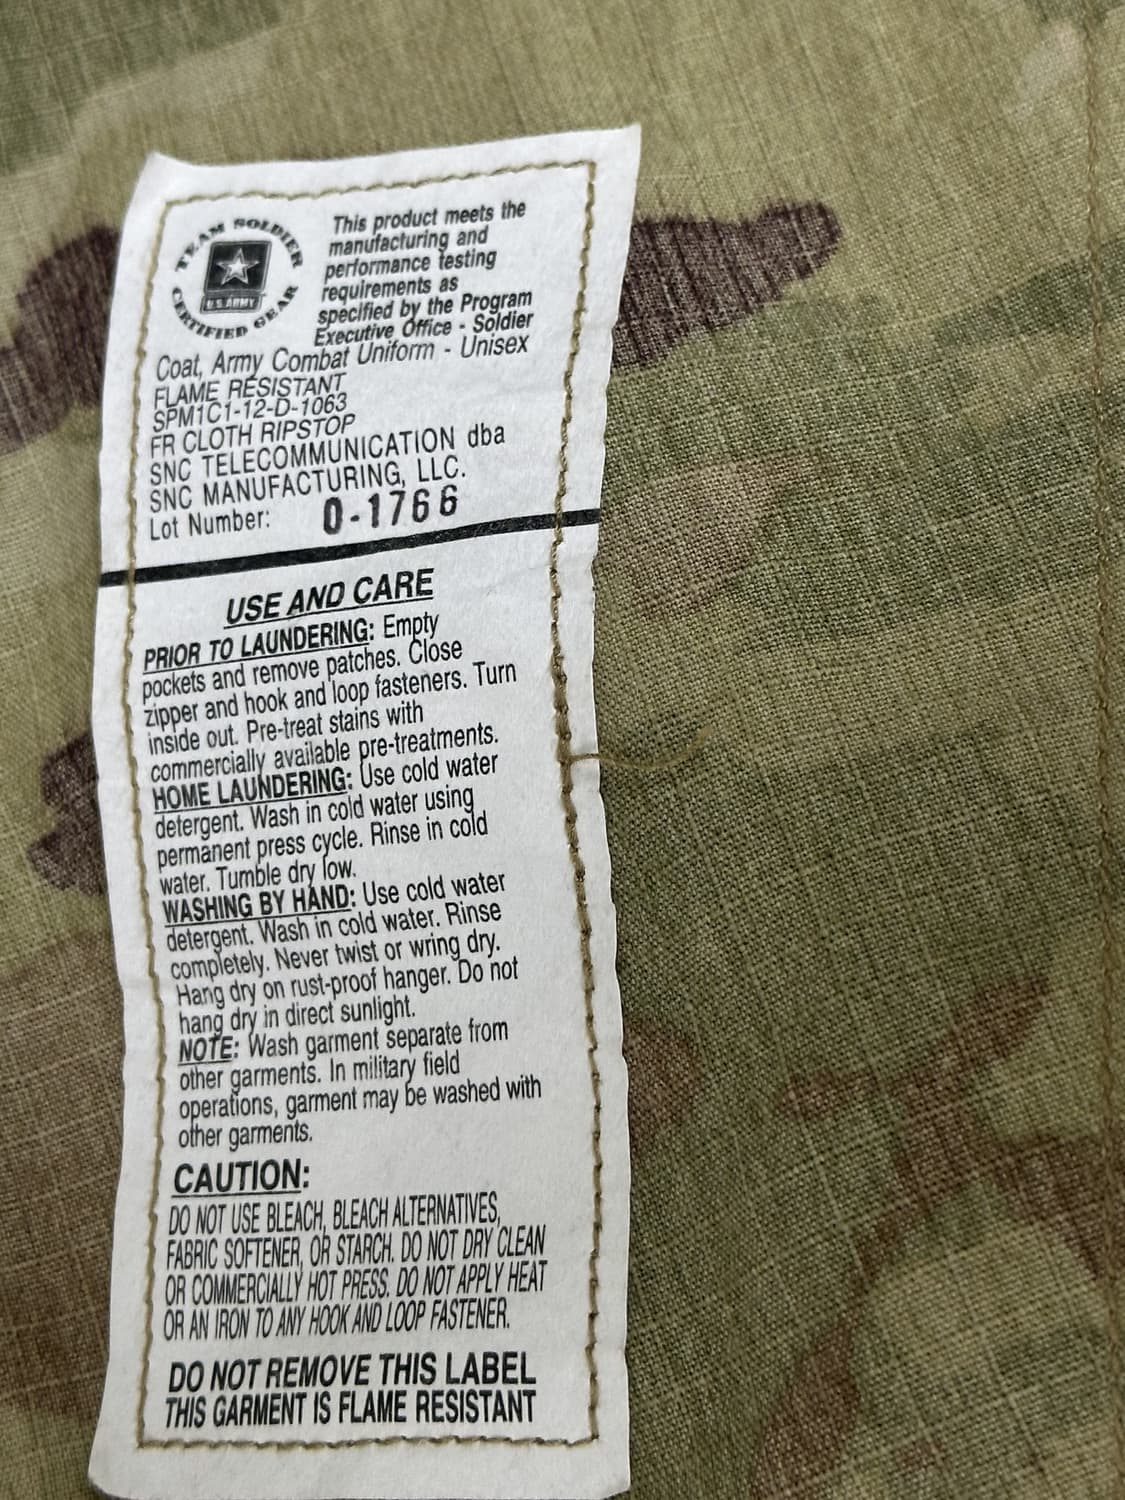 TEAM SOLDIER
U.S. ARMY
CERTIFIED GEAR
This product meets the
manufacturing and
performance testing
requirements as
specified by the Program
Executive Office - Soldier
Coat, Army Combat Uniform - Unisex
FLAME RESISTANT
SPM1C1-12-D-1063
FR CLOTH RIPSTOP
SNC TELECOMMUNICATION dba
SNC MANUFACTURING, LLC.
Lot Number: 0-1766
USE AND CARE
PRIOR TO LAUNDERING: Empty
pockets and remove patches. Close
zipper and hook and loop fasteners. Turn
inside out. Pre-treat stains with
commercially available pre-treatments.
HOME LAUNDERING: Use cold water
detergent. Wash in cold water using
permanent press cycle. Rinse in cold
water. Tumble dry low.
WASHING BY HAND: Use cold water
detergent. Wash in cold water. Rinse
completely. Never twist or wring dry.
Hang dry on rust-proof hanger. Do not
hang dry in direct sunlight.
NOTE: Wash garment separate from
other garments. In military field
operations, garment may be washed with
other garments.
CAUTION:
DO NOT USE BLEACH, BLEACH ALTERNATIVES,
FABRIC SOFTENER, OR STARCH. DO NOT DRY CLEAN
OR COMMERCIALLY HOT PRESS. DO NOT APPLY HEAT
OR AN IRON TO ANY HOOK AND LOOP FASTENER.
DO NOT REMOVE THIS LABEL
THIS GARMENT IS FLAME RESISTANT